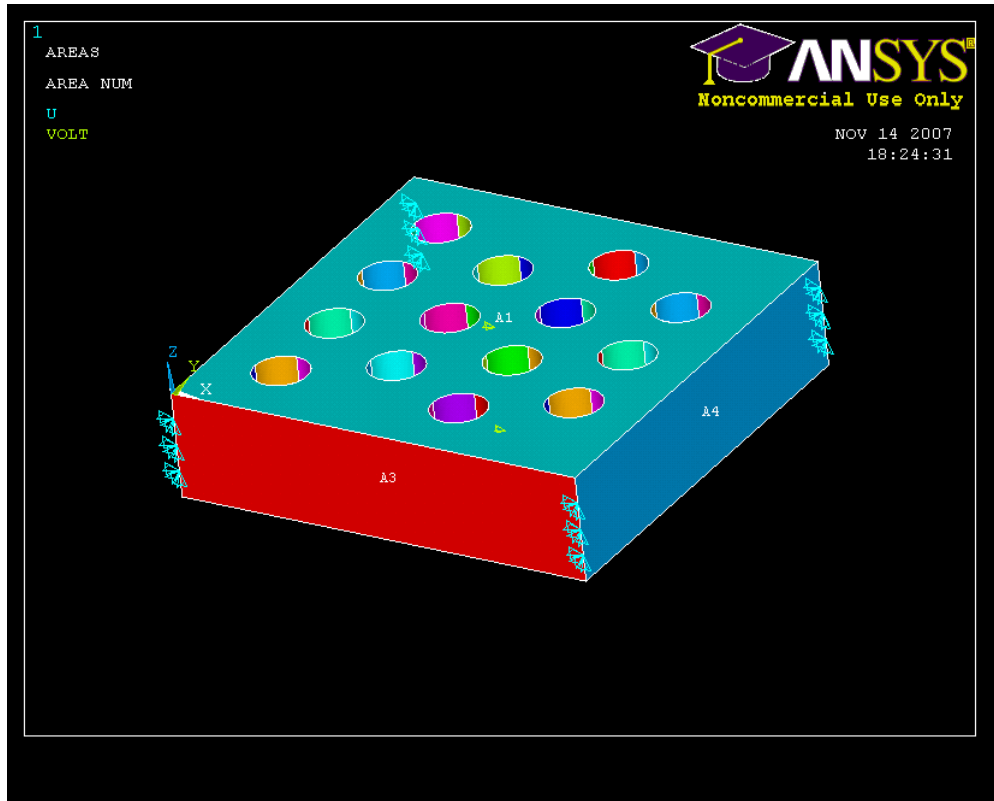 1
AREAS
AREA NUM
U
VOLT
ANSYS®
Noncommercial Use Only
NOV 14 2007
18:24:31
A1
Z
Y
X
A4
A3